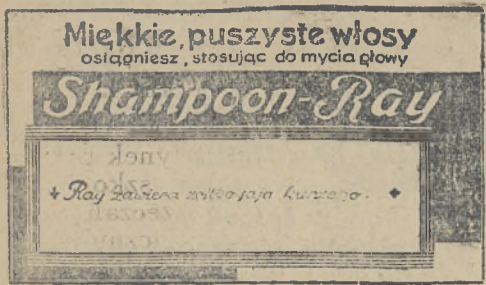 Miękkie, puszyste włosy
osiągniesz, stosując do mycia głowy
Shampoon-Ray
Ray zawiera żółtko jaja kurzego.